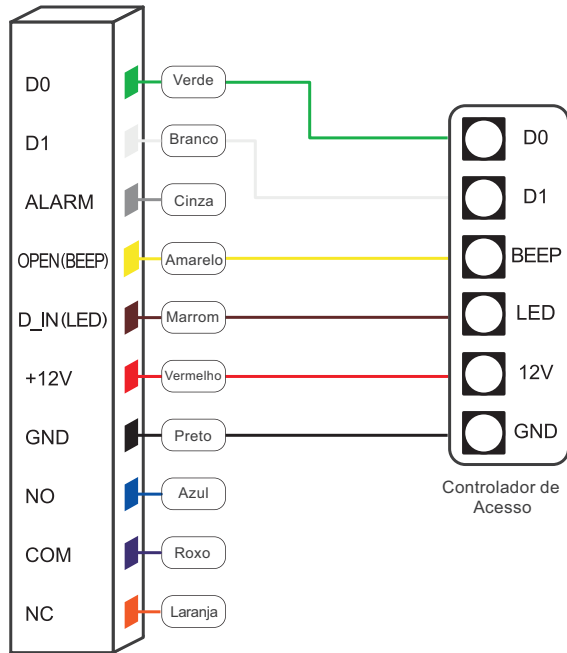 D0
Verde
D1
Branco
ALARM
Cinza
OPEN(BEEP)
Amarelo
D_IN(LED)
Marrom
+12V
Vermelho
GND
Preto
NO
Azul
COM
Roxo
NC
Laranja
D0
D1
BEEP
LED
12V
GND
Controlador de
Acesso